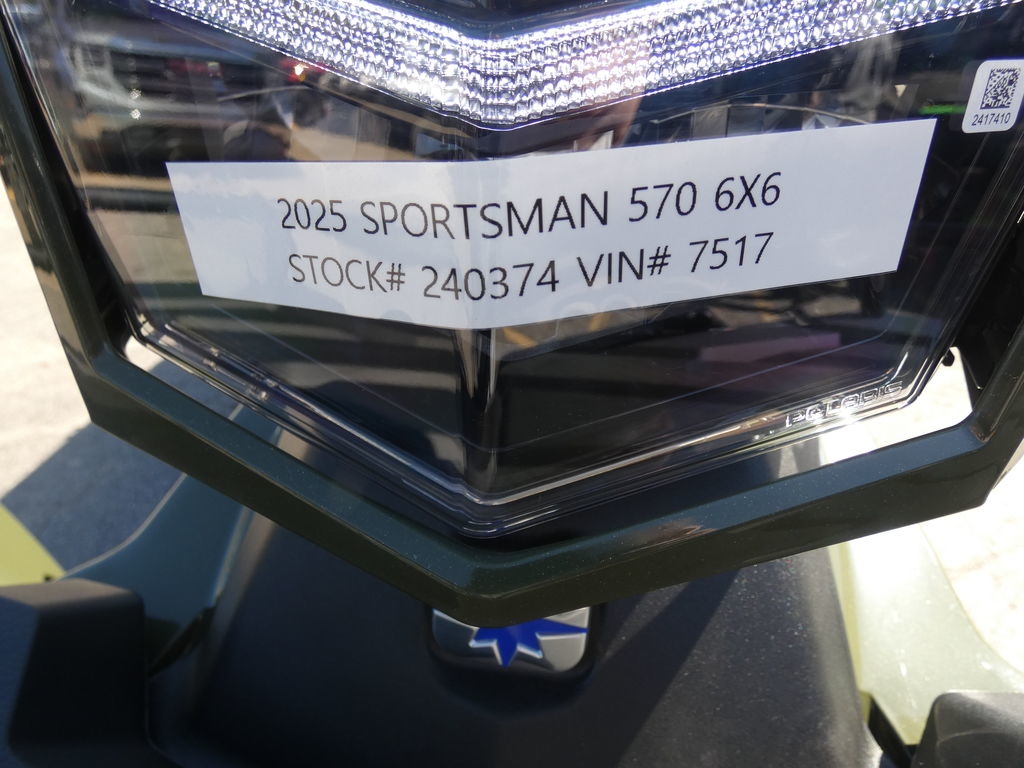 2417410
2025 SPORTSMAN 570 6X6
STOCK# 240374 VIN# 7517
POLARIS